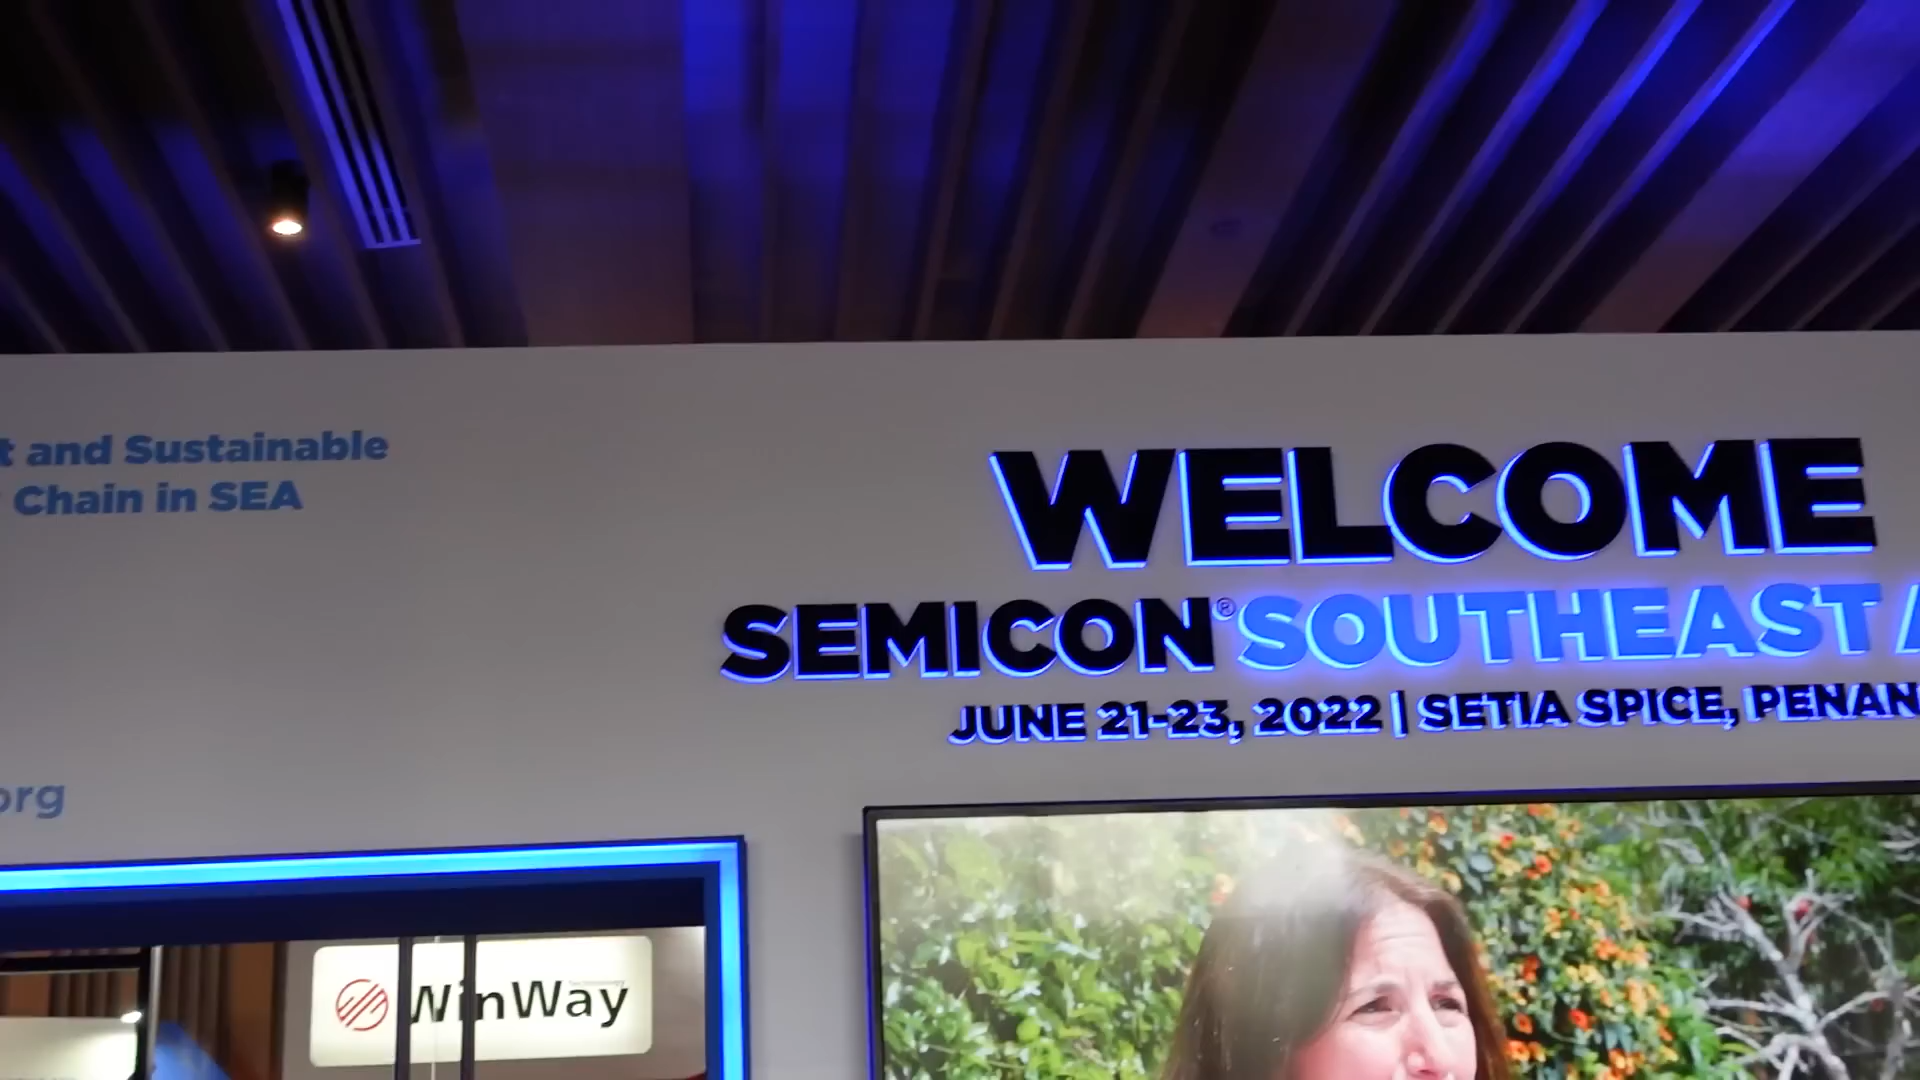 and Sustainable
Chain in SEA
WELCOME
SEMICON® SOUTHEAST
JUNE 21-23, 2022 | SETIA SPICE, PENAN
org
WinWay